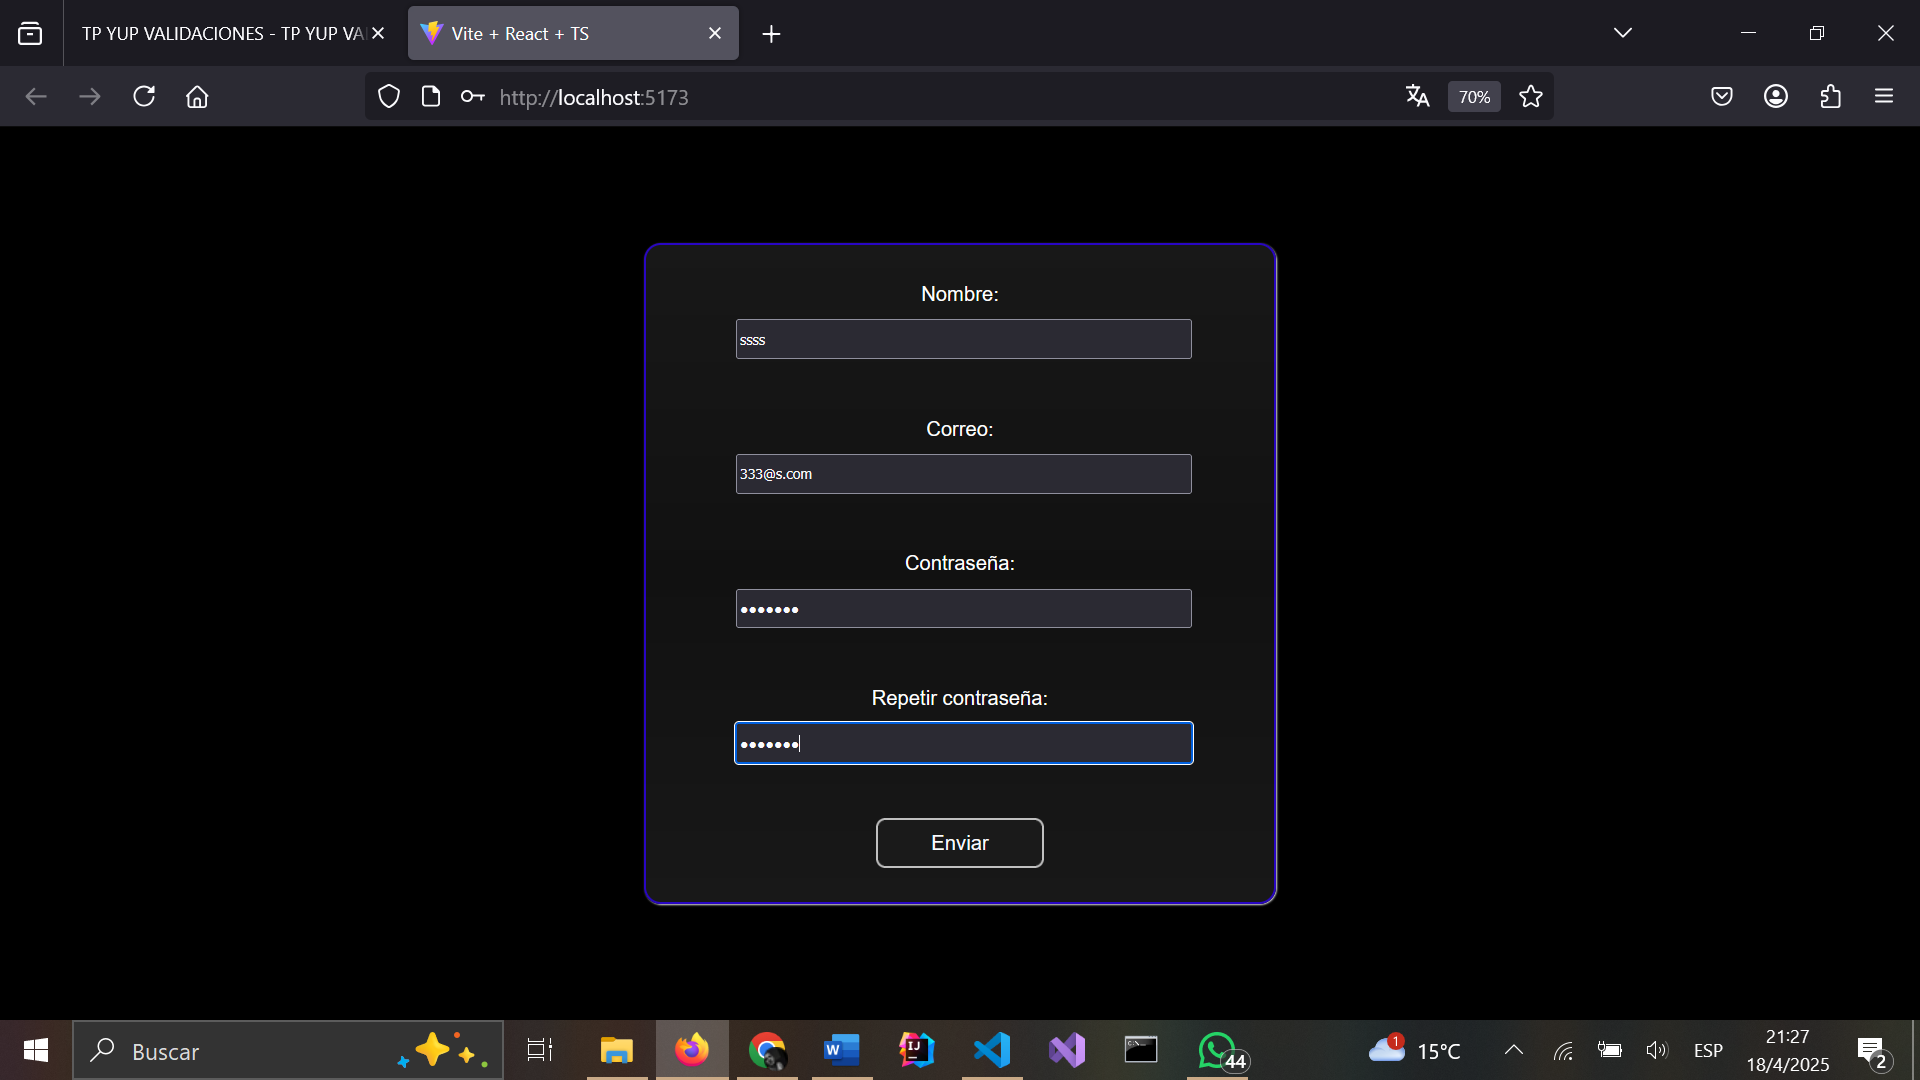 TP YUP VALIDACIONES - TP YUP VA
Vite + React + TS
http://localhost:5173
70%
Nombre:
ssss
Correo:
333@s.com
Contraseña:
•••••••
Repetir contraseña:
•••••••
Enviar
Buscar
44
1
15°C
ESP
21:27
18/4/2025
2